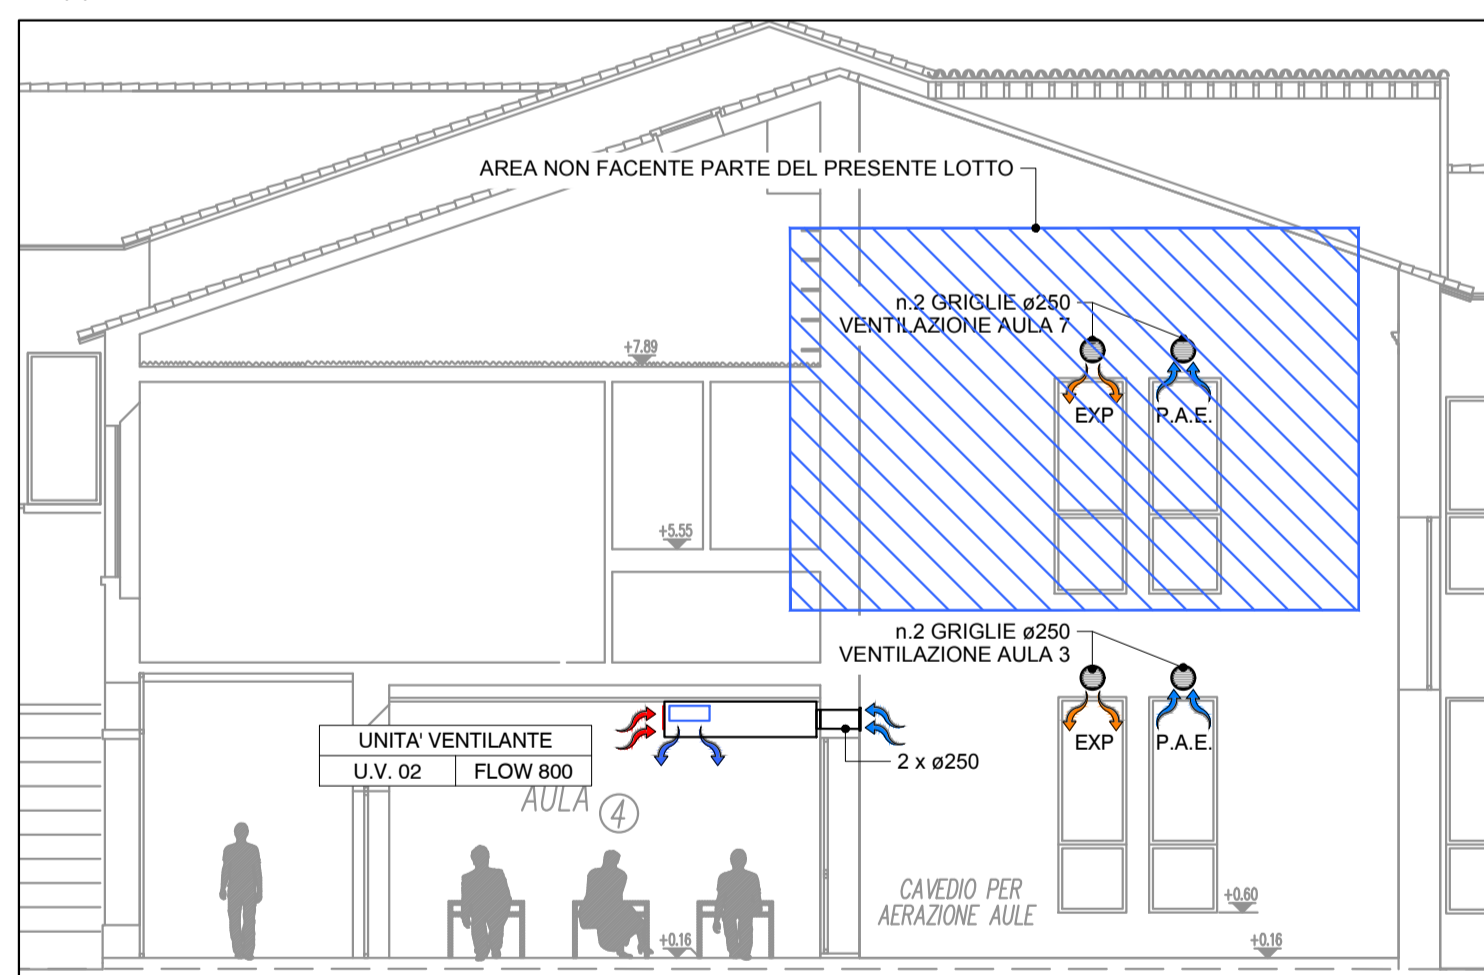 AREA NON FACENTE PARTE DEL PRESENTE LOTTO
n.2 GRIGLIE ø250
VENTILAZIONE AULA 7
+7.89
EXP
P.A.E.
+5.55
n.2 GRIGLIE ø250
VENTILAZIONE AULA 3
UNITA' VENTILANTE
U.V. 02
FLOW 800
EXP
P.A.E.
2 x ø250
AULA 4
CAVEDIO PER
AERAZIONE AULE
+0.60
+0.16
+0.16